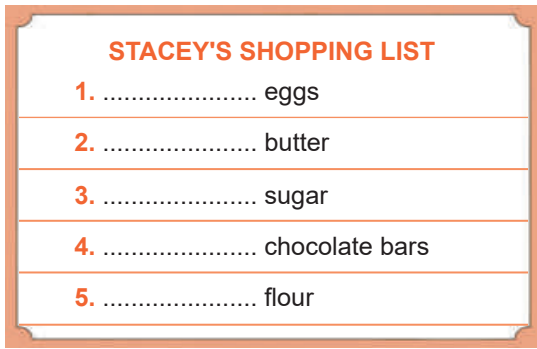 STACEY'S SHOPPING LIST
1. ...................... eggs
2. ...................... butter
3. ...................... sugar
4. ...................... chocolate bars
5. ...................... flour